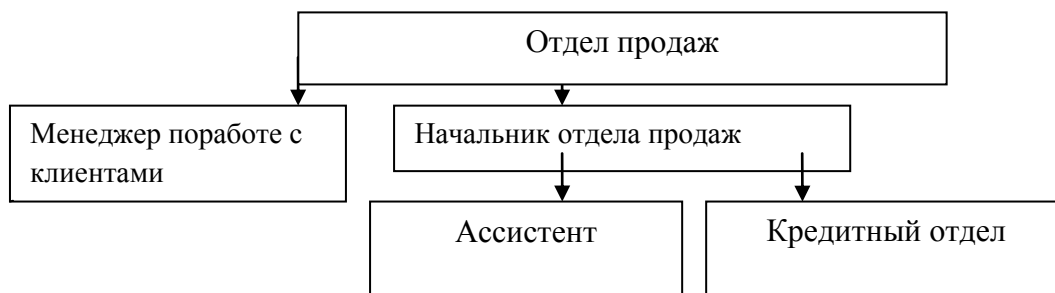 Отдел продаж
Менеджер поработе с
клиентами
Начальник отдела продаж
Ассистент
Кредитный отдел